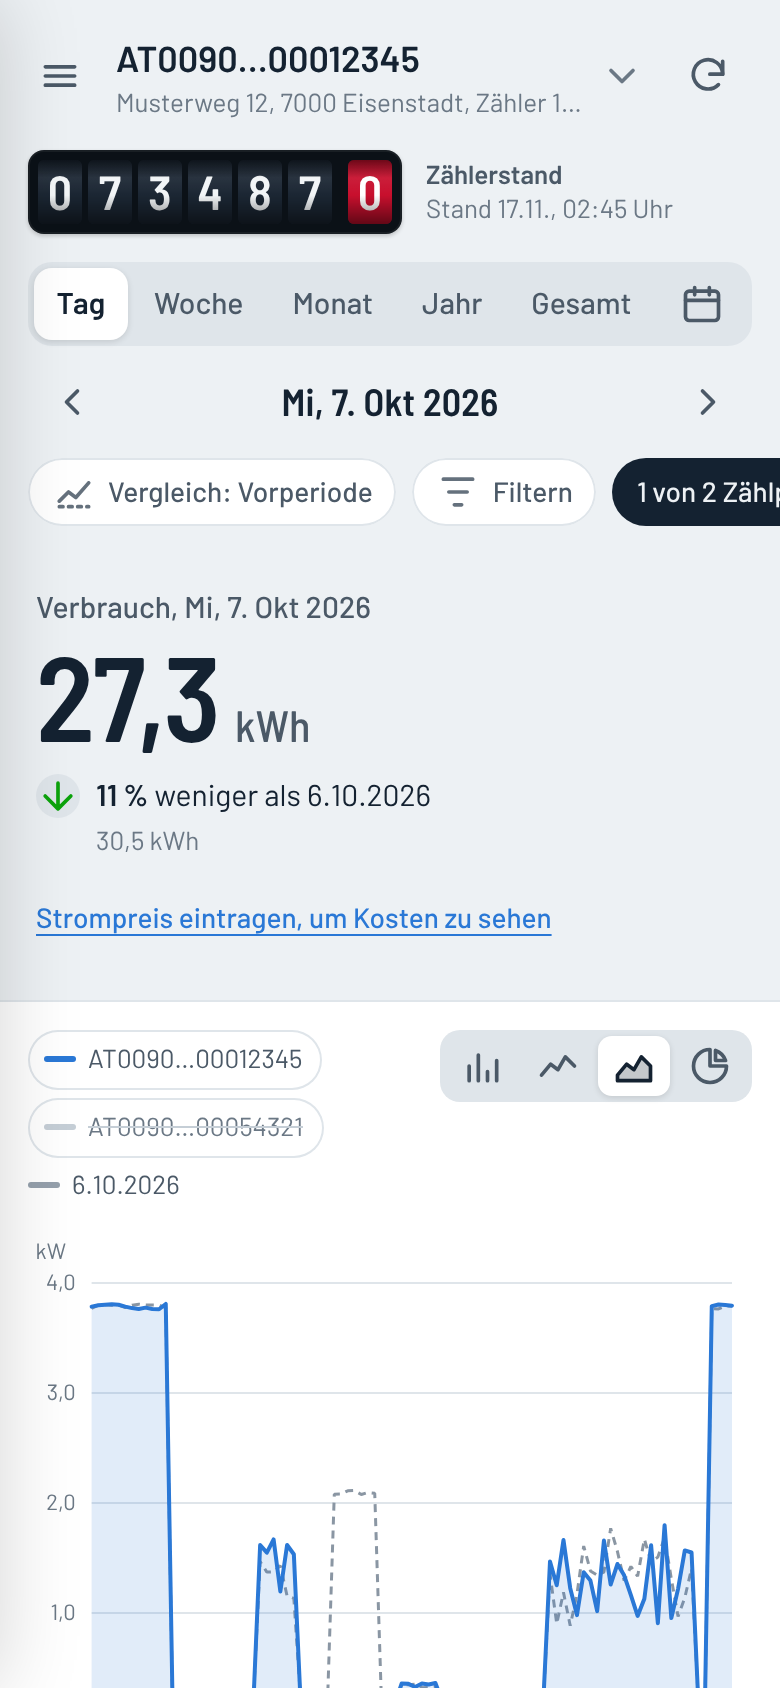 AT0090...00012345
Musterweg 12, 7000 Eisenstadt, Zähler 1...
0 7 3 4 8 7 0
Zählerstand
Stand 17.11., 02:45 Uhr
Tag Woche Monat Jahr Gesamt
Mi, 7. Okt 2026
Vergleich: Vorperiode
Filtern
1 von 2 Zählp
Verbrauch, Mi, 7. Okt 2026
27,3 kWh
11 % weniger als 6.10.2026
30,5 kWh
Strompreis eintragen, um Kosten zu sehen
AT0090...00012345
AT0090...00054321
6.10.2026
kW
4,0
3,0
2,0
1,0